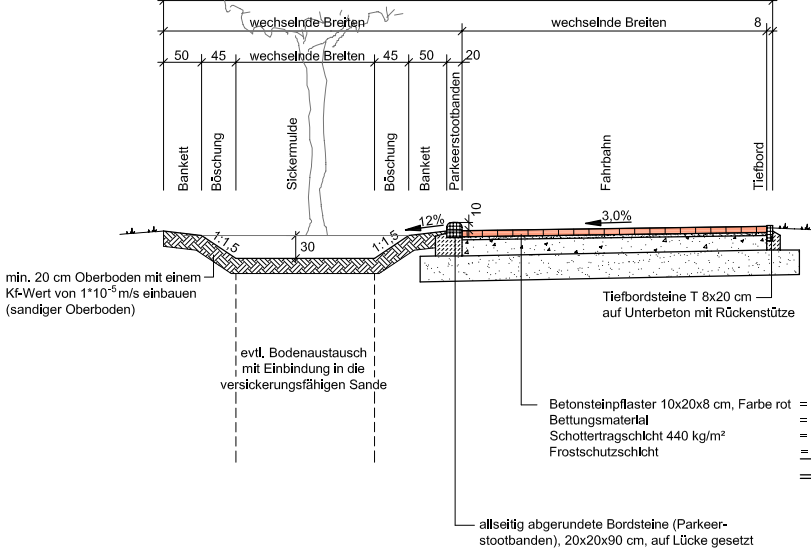 wechselnde Breiten
wechselnde Breiten
8
50
45
wechselnde Breiten
45
50
20
Bankett
Böschung
Sickermulde
Böschung
Bankett
Parkeerstootbanden
Fahrbahn
Tiefbord
10
12%
3,0%
1:1,5
30
1:1,5
min. 20 cm Oberboden mit einem
Kf-Wert von 1*10⁻⁵ m/s einbauen
(sandiger Oberboden)
Tiefbordsteine T 8x20 cm
auf Unterbeton mit Rückenstütze
evtl. Bodenaustausch
mit Einbindung in die
versickerungsfähigen Sande
Betonsteinpflaster 10x20x8 cm, Farbe rot =
Bettungsmaterial =
Schottertragschicht 440 kg/m² =
Frostschutzschicht =
=
allseitig abgerundete Bordsteine (Parkeer-
stootbanden), 20x20x90 cm, auf Lücke gesetzt